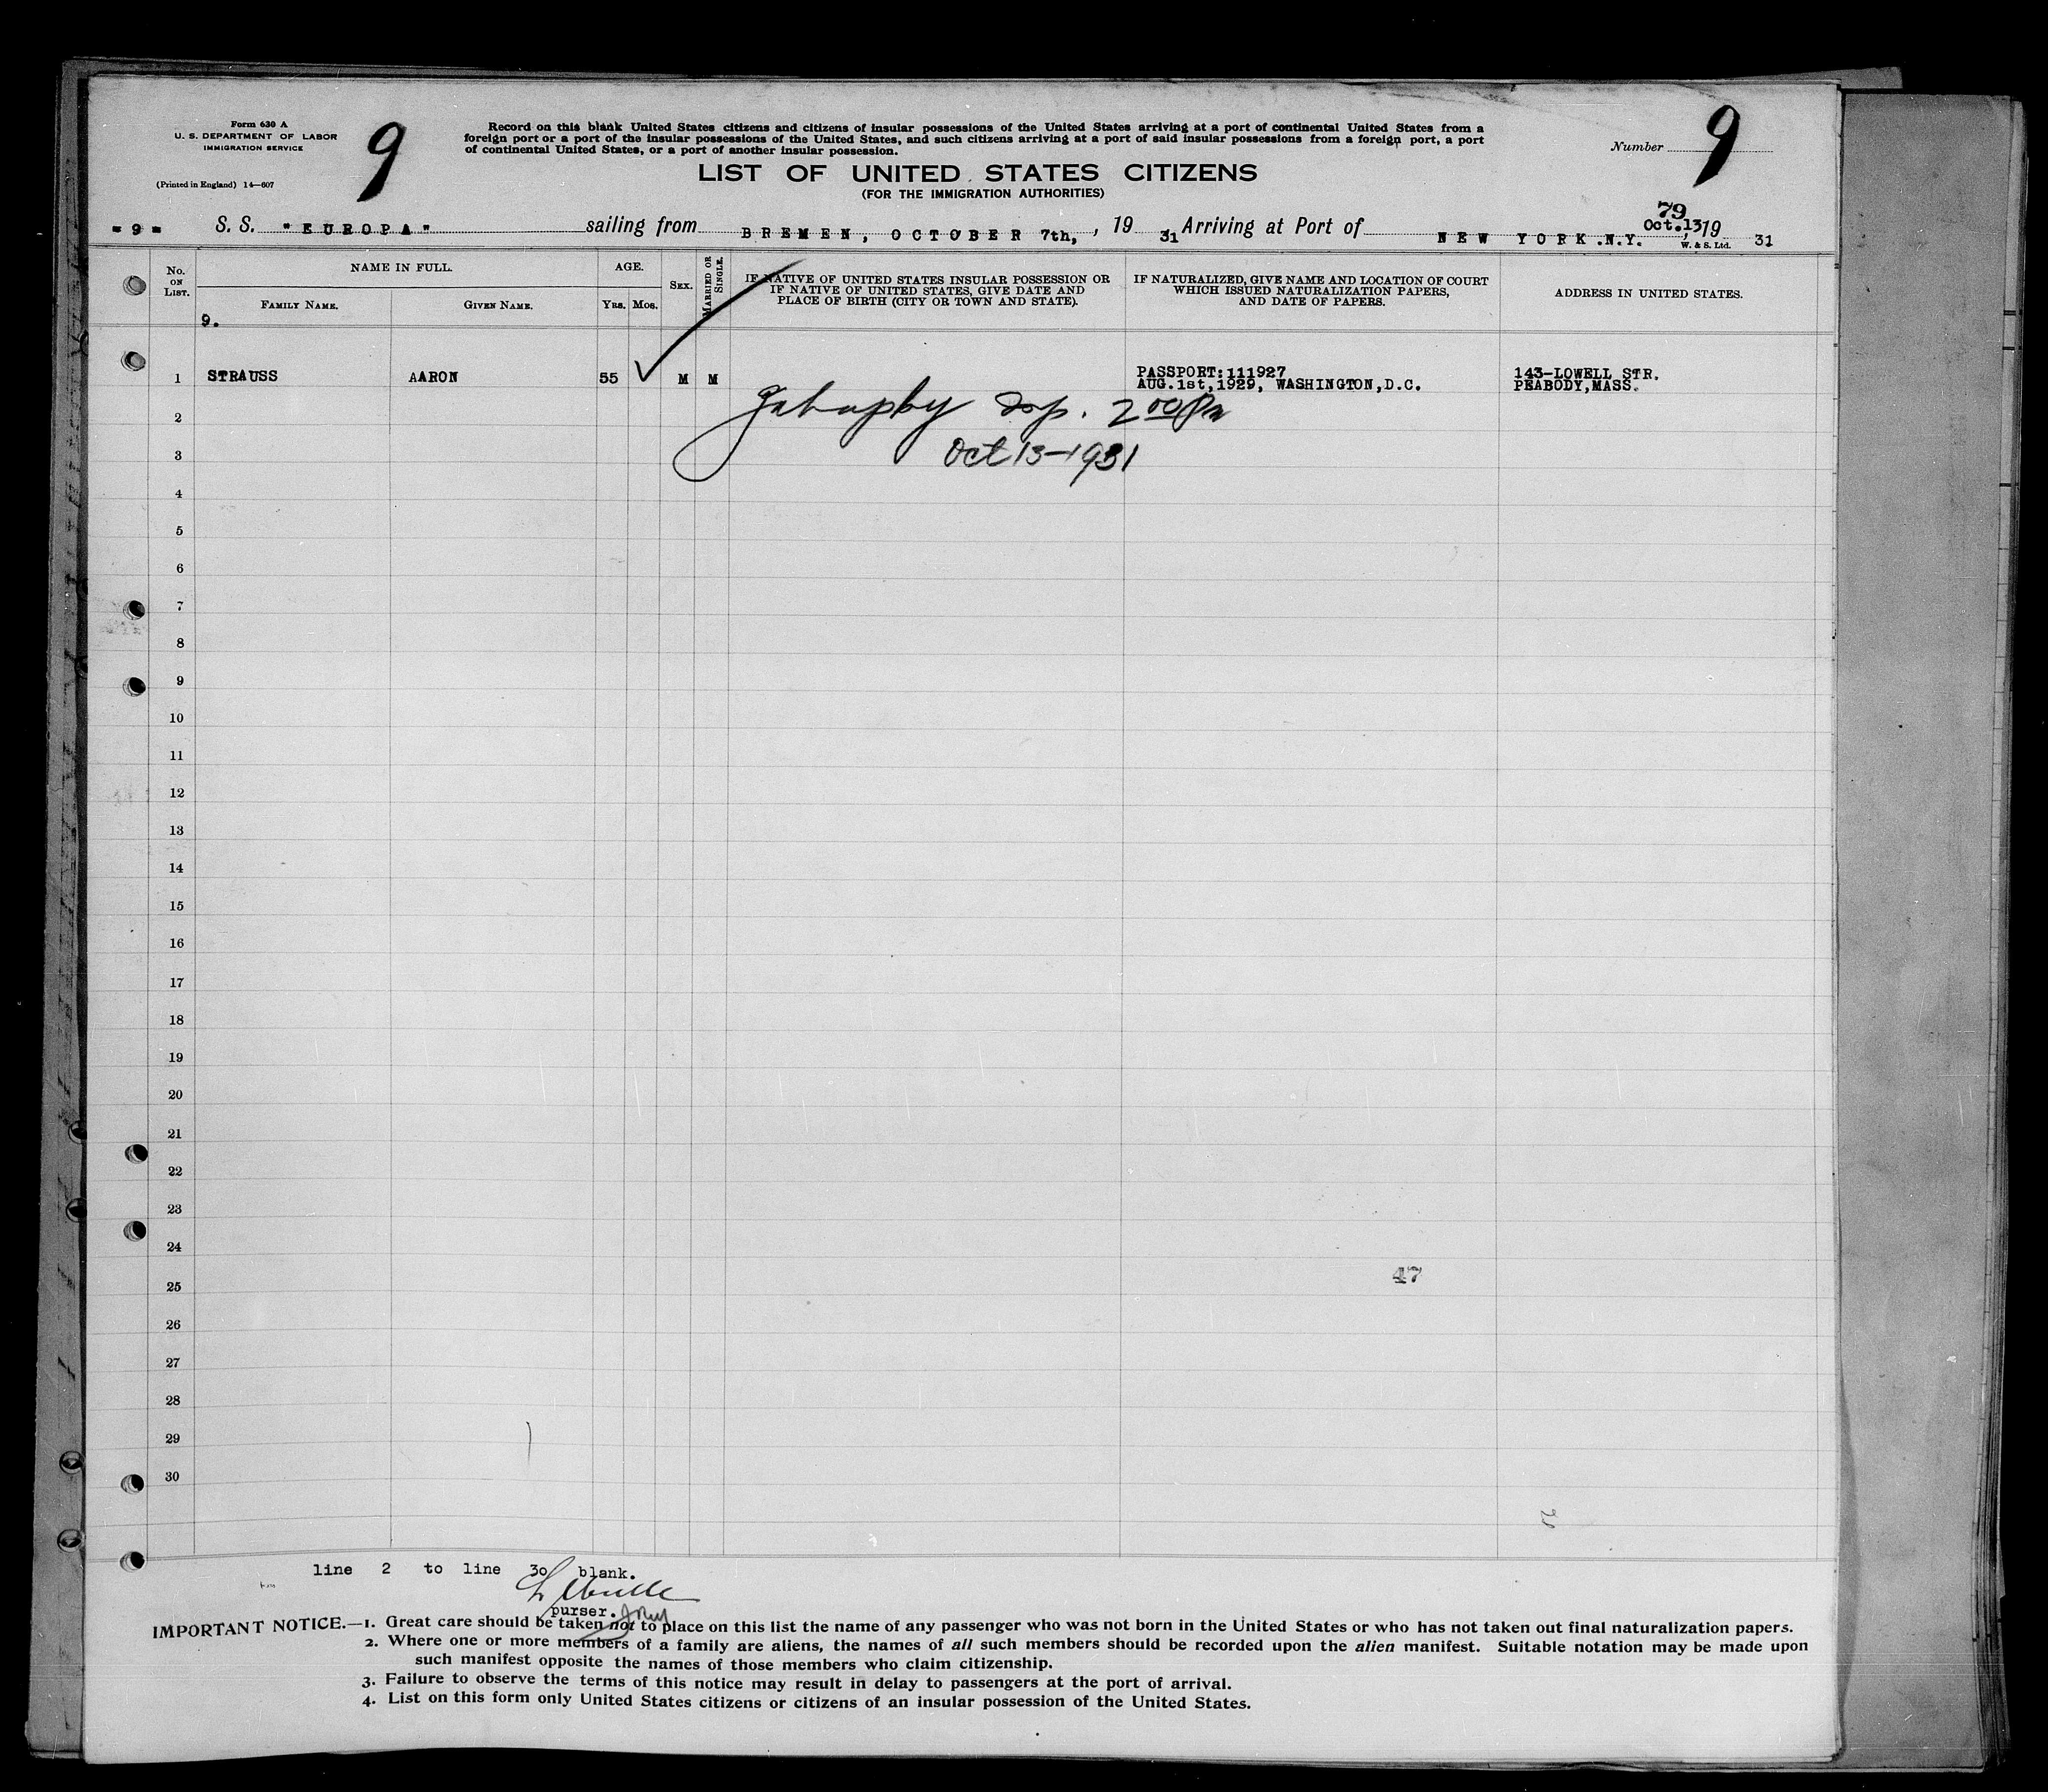 Form 630 A
U. S. DEPARTMENT OF LABOR
IMMIGRATION SERVICE
(Printed in England) 14—607
9
Record on this blank United States citizens and citizens of insular possessions of the United States arriving at a port of continental United States from a
foreign port or a port of the insular possessions of the United States, and such citizens arriving at a port of said insular possessions from a foreign port, a port
of continental United States, or a port of another insular possession.
LIST OF UNITED STATES CITIZENS
(FOR THE IMMIGRATION AUTHORITIES)
Number 9
79
- 9 - S. S. "EUROPA" sailing from BREMEN, OCTOBER 7th, , 19 31 Arriving at Port of NEW YORK.N.Y. Oct.13, 19 31
W. & S. Ltd.
No. ON LIST.
NAME IN FULL.
FAMILY NAME.
GIVEN NAME.
AGE.
YRS. MOS.
SEX.
MARRIED OR SINGLE.
IF NATIVE OF UNITED STATES INSULAR POSSESSION OR
IF NATIVE OF UNITED STATES, GIVE DATE AND
PLACE OF BIRTH (CITY OR TOWN AND STATE).
IF NATURALIZED, GIVE NAME AND LOCATION OF COURT
WHICH ISSUED NATURALIZATION PAPERS,
AND DATE OF PAPERS.
ADDRESS IN UNITED STATES.
9.
1 STRAUSS AARON 55 M M
PASSPORT:111927
AUG.1st,1929, WASHINGTON,D.C.
143-LOWELL STR.
PEABODY,MASS.
2 Insp. 2 00 Pm
3 Oct 13-1931
4
5
6
7
8
9
10
11
12
13
14
15
16
17
18
19
20
21
22
23
24
25
47
26
27
28
29
30
line 2 to line 30 blank.
purser.
IMPORTANT NOTICE.—1. Great care should be taken not to place on this list the name of any passenger who was not born in the United States or who has not taken out final naturalization papers.
2. Where one or more members of a family are aliens, the names of all such members should be recorded upon the alien manifest. Suitable notation may be made upon
such manifest opposite the names of those members who claim citizenship.
3. Failure to observe the terms of this notice may result in delay to passengers at the port of arrival.
4. List on this form only United States citizens or citizens of an insular possession of the United States.